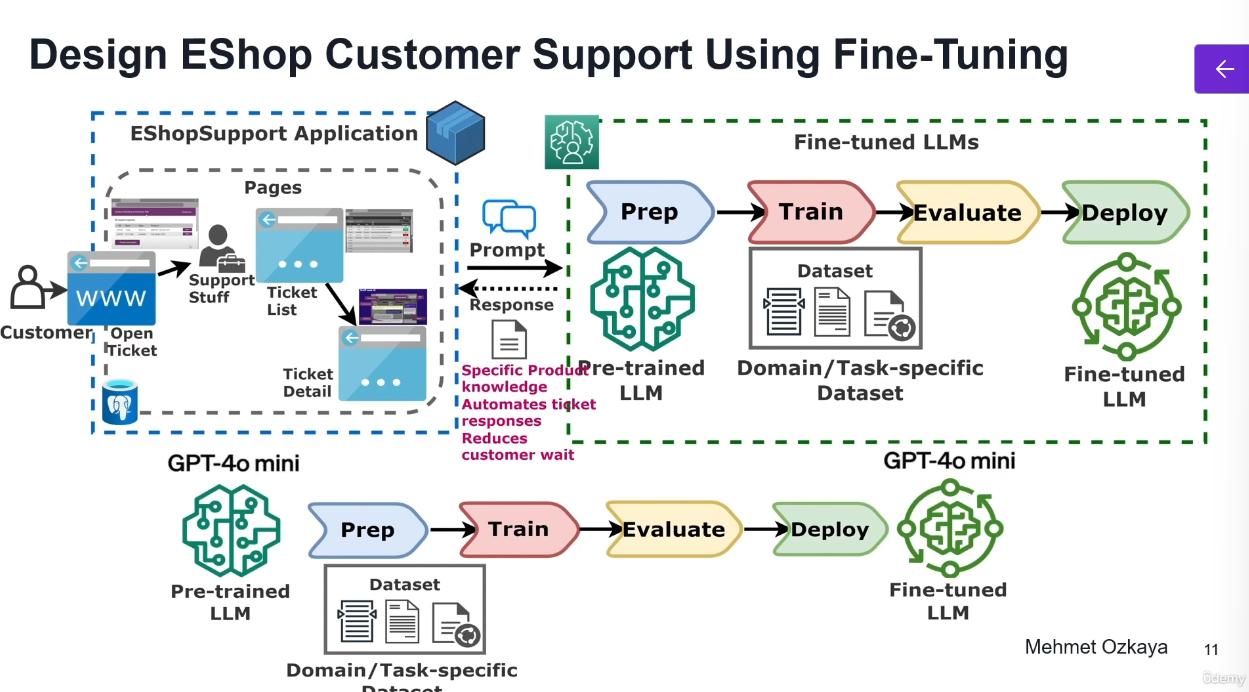 Design EShop Customer Support Using Fine-Tuning
EShopSupport Application
Pages
Customer
www
Open
Ticket
Support
Stuff
Ticket
List
Ticket
Detail
Prompt
Response
Specific Product
knowledge
Automates ticket
responses
Reduces
customer wait
Fine-tuned LLMs
Prep
Train
Evaluate
Deploy
Pre-trained
LLM
Dataset
Domain/Task-specific
Dataset
Fine-tuned
LLM
GPT-4o mini
Pre-trained
LLM
Prep
Train
Evaluate
Deploy
Dataset
Domain/Task-specific
Dataset
GPT-4o mini
Fine-tuned
LLM
Mehmet Ozkaya
11
ûdemy